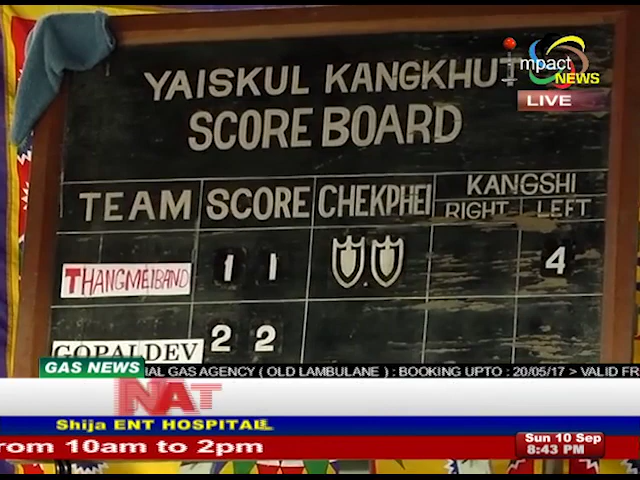 YAISKUL KANGKHUT
SCORE BOARD
mpact
NEWS
LIVE
TEAM SCORE CHEKPHEI KANGSHI
RIGHT LEFT
THANGMEIBAND 1 1 4
GOPALDEV 2 2
GAS NEWS GAS AGENCY ( OLD LAMBULANE ) : BOOKING UPTO : 20/05/17 > VALID FR
NAT
Shija ENT HOSPITAL
rom 10am to 2pm
Sun 10 Sep
8:43 PM